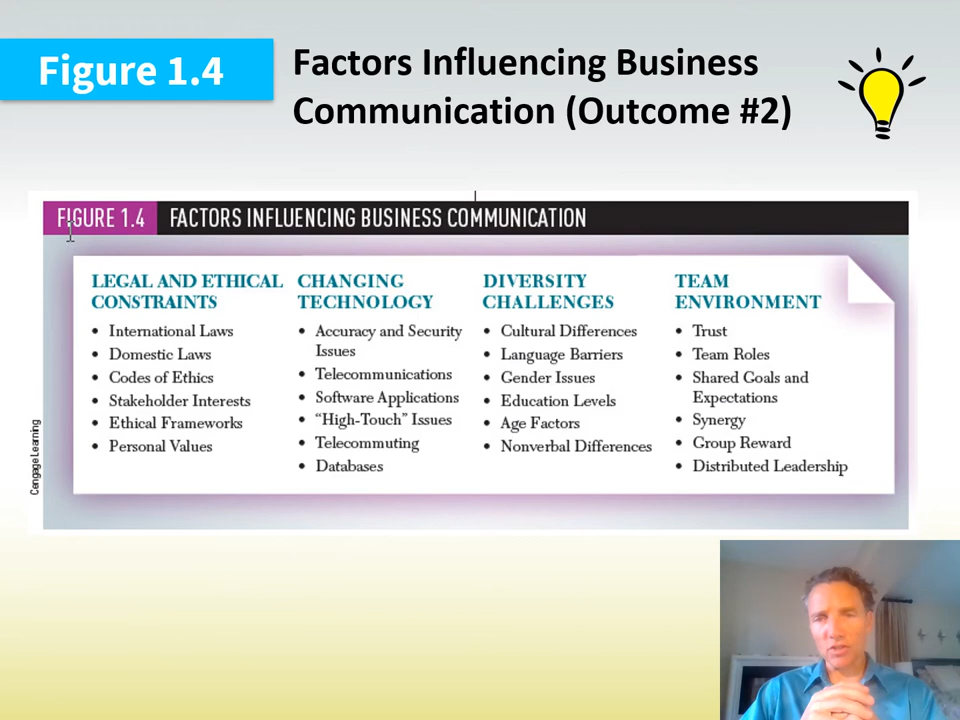 Figure 1.4
Factors Influencing Business
Communication (Outcome #2)
FIGURE 1.4 FACTORS INFLUENCING BUSINESS COMMUNICATION
LEGAL AND ETHICAL
CONSTRAINTS
• International Laws
• Domestic Laws
• Codes of Ethics
• Stakeholder Interests
• Ethical Frameworks
• Personal Values
CHANGING
TECHNOLOGY
• Accuracy and Security
Issues
• Telecommunications
• Software Applications
• “High-Touch” Issues
• Telecommuting
• Databases
DIVERSITY
CHALLENGES
• Cultural Differences
• Language Barriers
• Gender Issues
• Education Levels
• Age Factors
• Nonverbal Differences
TEAM
ENVIRONMENT
• Trust
• Team Roles
• Shared Goals and
Expectations
• Synergy
• Group Reward
• Distributed Leadership
Cengage Learning